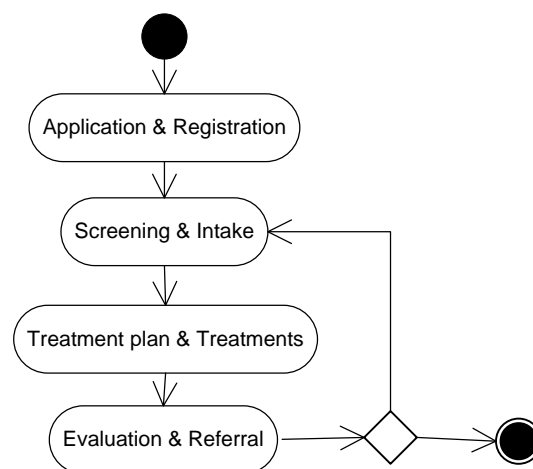 Application & Registration
Screening & Intake
Treatment plan & Treatments
Evaluation & Referral